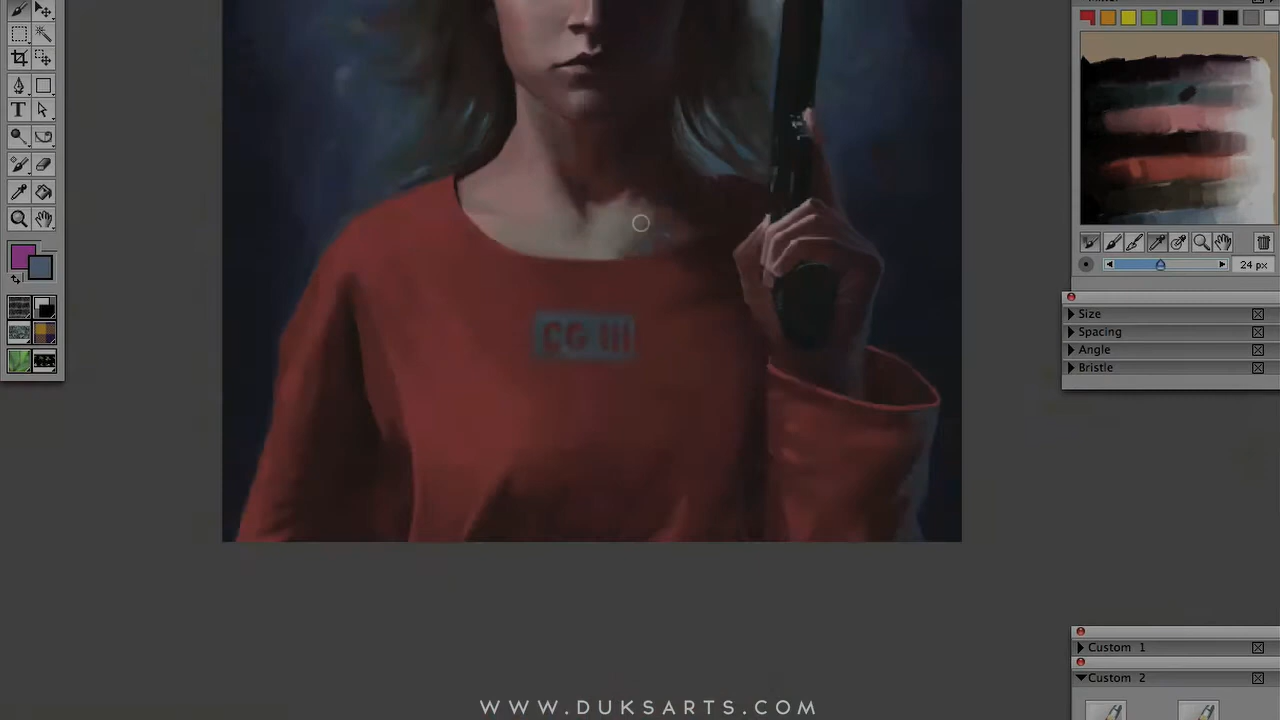 24 px
Size
Spacing
Angle
Bristle
CG III
Custom 1
Custom 2
WWW.DUKSARTS.COM